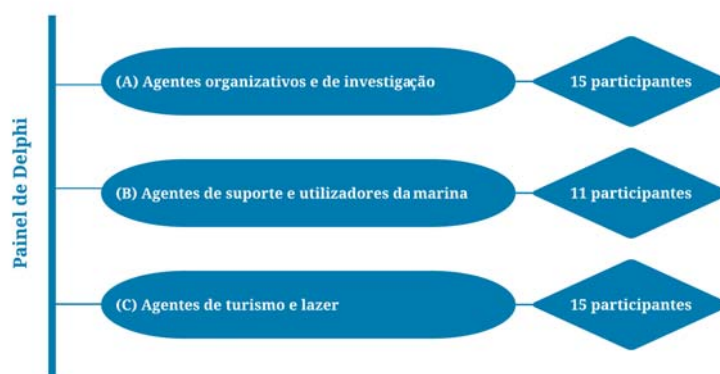 Painel de Delphi
(A) Agentes organizativos e de investigação
15 participantes
(B) Agentes de suporte e utilizadores da marina
11 participantes
(C) Agentes de turismo e lazer
15 participantes